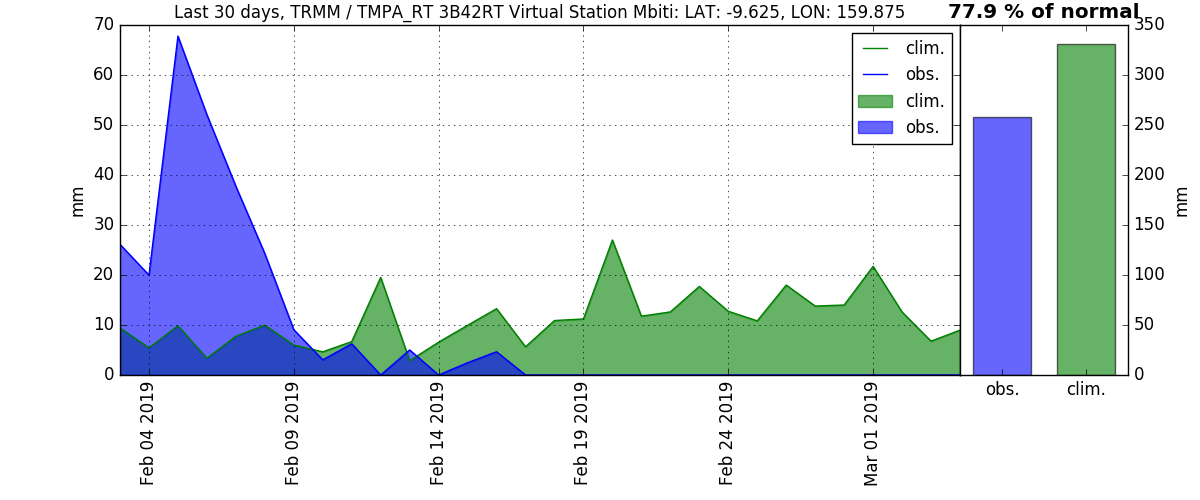 Last 30 days, TRMM / TMPA_RT 3B42RT Virtual Station Mbiti: LAT: -9.625, LON: 159.875
77.9 % of normal
70
60
50
40
30
20
10
0
mm
clim.
obs.
clim.
obs.
Feb 04 2019
Feb 09 2019
Feb 14 2019
Feb 19 2019
Feb 24 2019
Mar 01 2019
350
300
250
200
150
100
50
0
mm
obs.
clim.